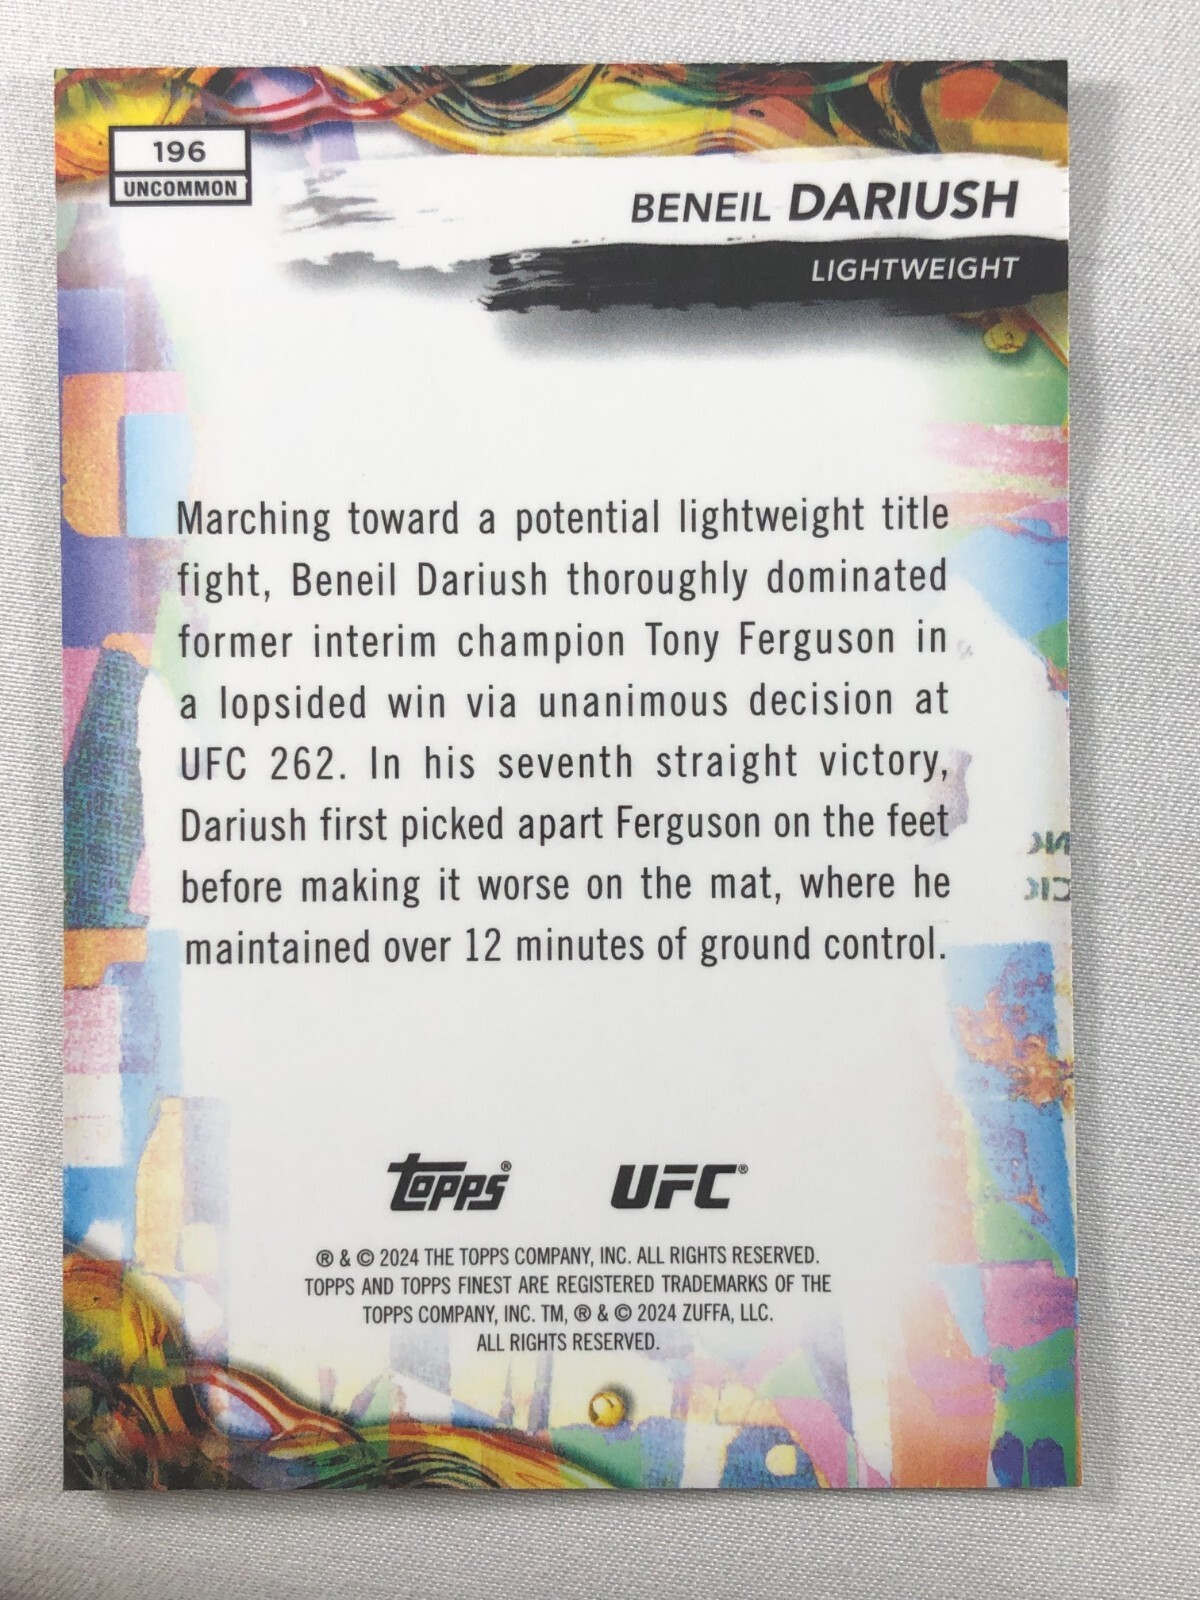 196
UNCOMMON
BENEIL DARIUSH
LIGHTWEIGHT
Marching toward a potential lightweight title
fight, Beneil Dariush thoroughly dominated
former interim champion Tony Ferguson in
a lopsided win via unanimous decision at
UFC 262. In his seventh straight victory,
Dariush first picked apart Ferguson on the feet
before making it worse on the mat, where he
maintained over 12 minutes of ground control.
Topps® UFC®
® & © 2024 THE TOPPS COMPANY, INC. ALL RIGHTS RESERVED.
TOPPS AND TOPPS FINEST ARE REGISTERED TRADEMARKS OF THE
TOPPS COMPANY, INC. TM, ® & © 2024 ZUFFA, LLC.
ALL RIGHTS RESERVED.